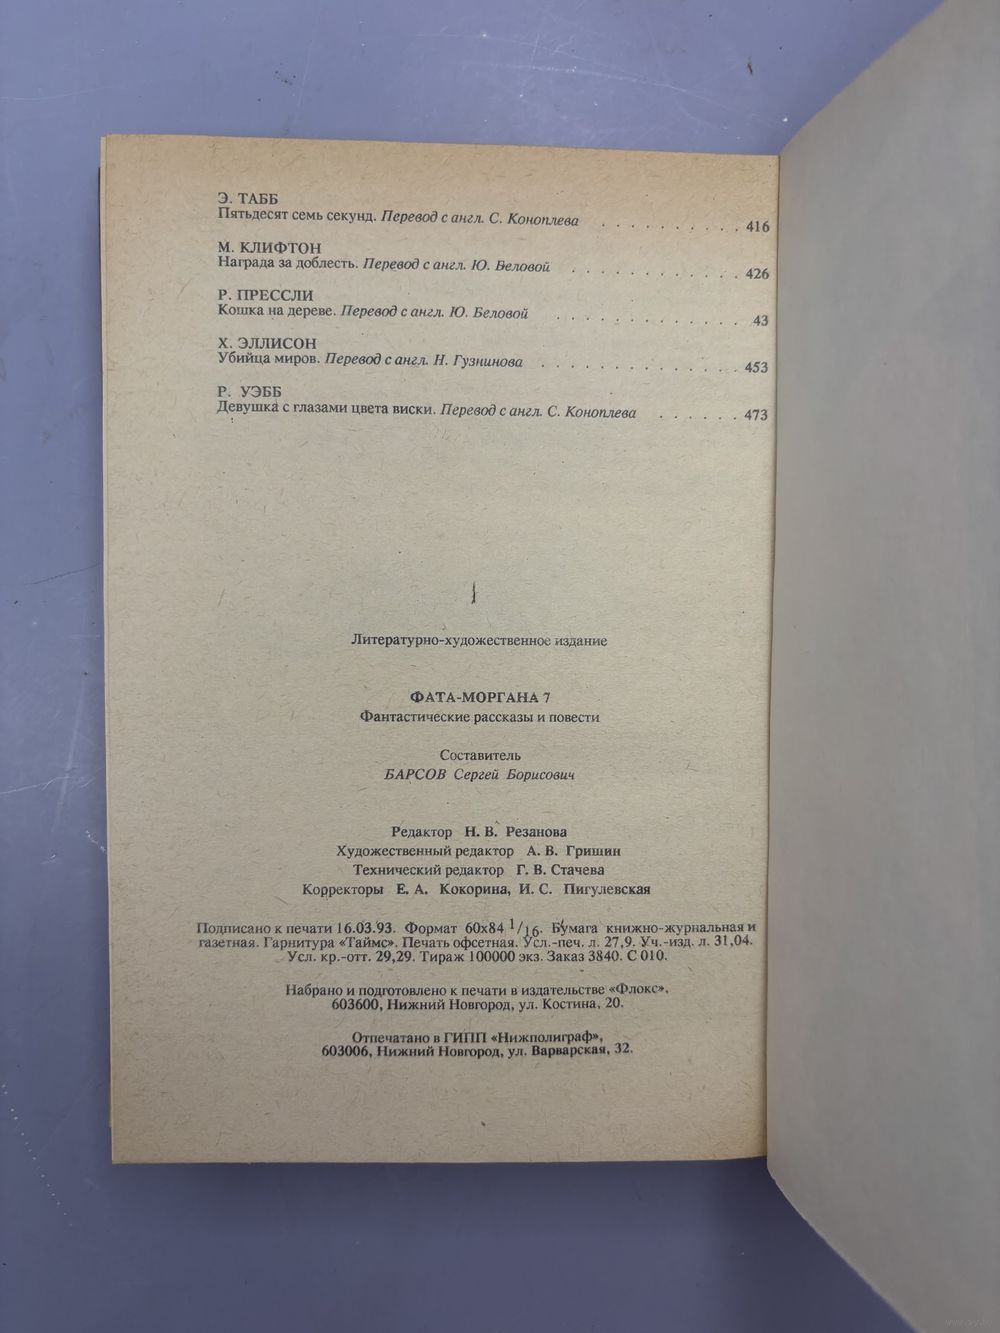 Э. ТАББ
Пятьдесят семь секунд. Перевод с англ. С. Коноплева . . . . . . . . . . 416
М. КЛИФТОН
Награда за доблесть. Перевод с англ. Ю. Беловой . . . . . . . . . . . . 426
Р. ПРЕССЛИ
Кошка на дереве. Перевод с англ. Ю. Беловой . . . . . . . . . . . . . 43
Х. ЭЛЛИСОН
Убийца миров. Перевод с англ. Н. Гузнинова . . . . . . . . . . . . . . 453
Р. УЭББ
Девушка с глазами цвета виски. Перевод с англ. С. Коноплева . . . . . . 473
Литературно-художественное издание
ФАТА-МОРГАНА 7
Фантастические рассказы и повести
Составитель
БАРСОВ Сергей Борисович
Редактор Н. В. Резанова
Художественный редактор А. В. Гришин
Технический редактор Г. В. Стачева
Корректоры Е. А. Кокорина, И. С. Пигулевская
Подписано к печати 16.03.93. Формат 60х84 1/16. Бумага книжно-журнальная и
газетная. Гарнитура «Таймс». Печать офсетная. Усл.-печ. л. 27,9. Уч.-изд. л. 31,04.
Усл. кр.-отт. 29,29. Тираж 100000 экз. Заказ 3840. С 010.
Набрано и подготовлено к печати в издательстве «Флокс»,
603600, Нижний Новгород, ул. Костина, 20.
Отпечатано в ГИПП «Нижполиграф»,
603006, Нижний Новгород, ул. Варварская, 32.